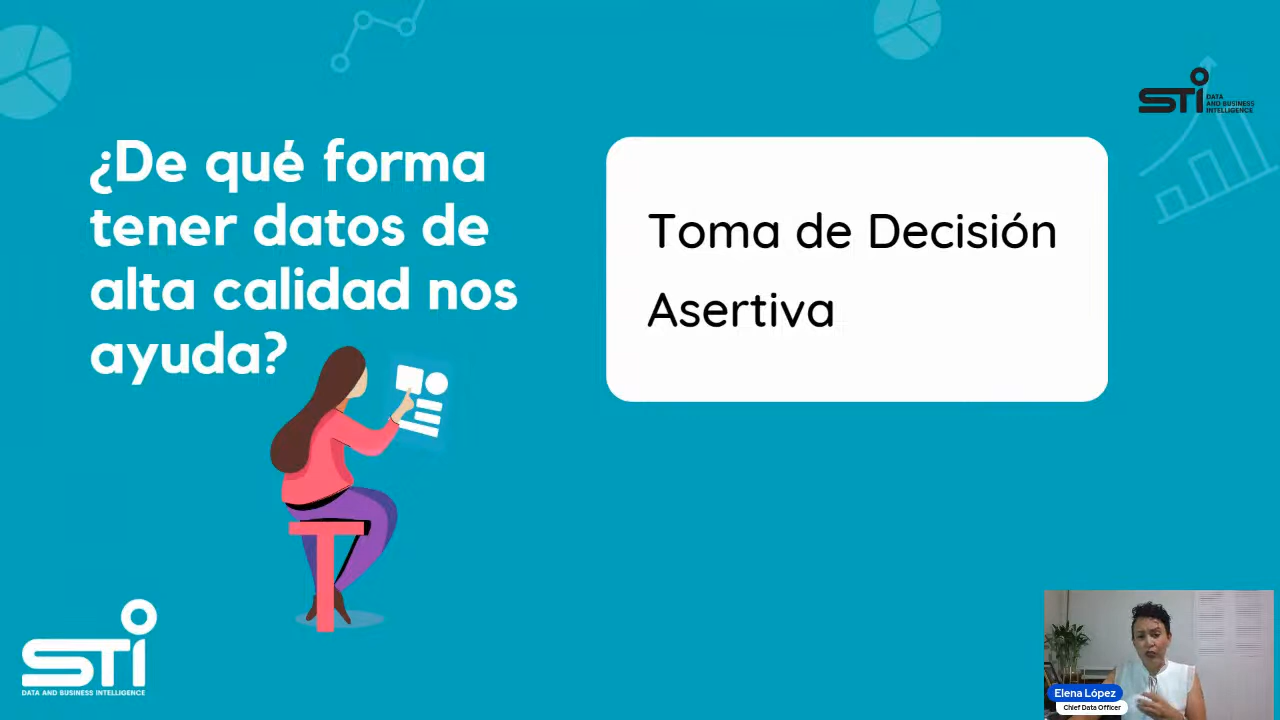 ¿De qué forma
tener datos de
alta calidad nos
ayuda?
Toma de Decisión
Asertiva
STi
DATA
AND BUSINESS
INTELLIGENCE
STi
DATA AND BUSINESS INTELLIGENCE
Elena López
Chief Data Officer